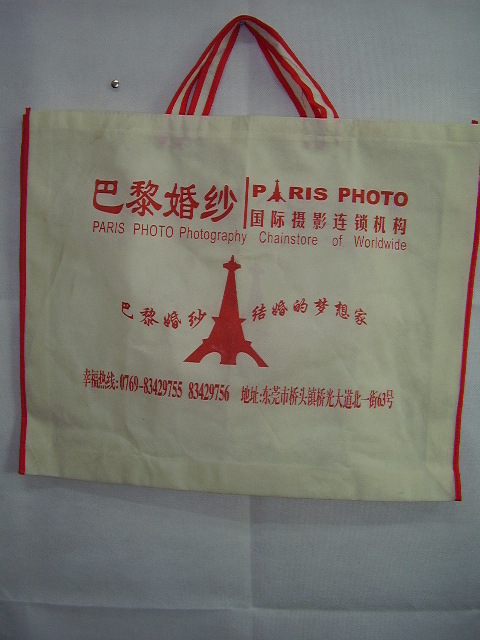 巴黎婚纱
PARIS PHOTO
国际摄影连锁机构
PARIS PHOTO Photography Chainstore of Worldwide
巴黎婚纱 结婚的梦想家
幸福热线:0769-83429755 83429756 地址:东莞市桥头镇桥光大道北一街63号